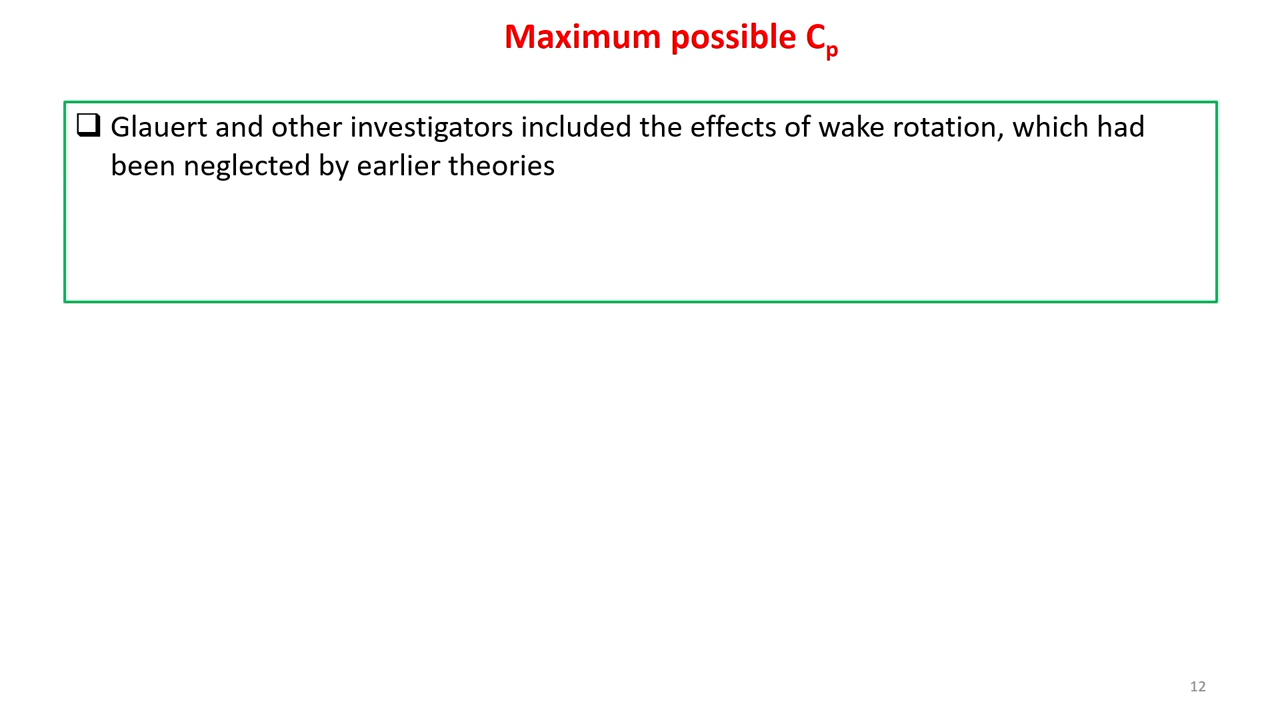 Maximum possible Cp
❑ Glauert and other investigators included the effects of wake rotation, which had
been neglected by earlier theories
12